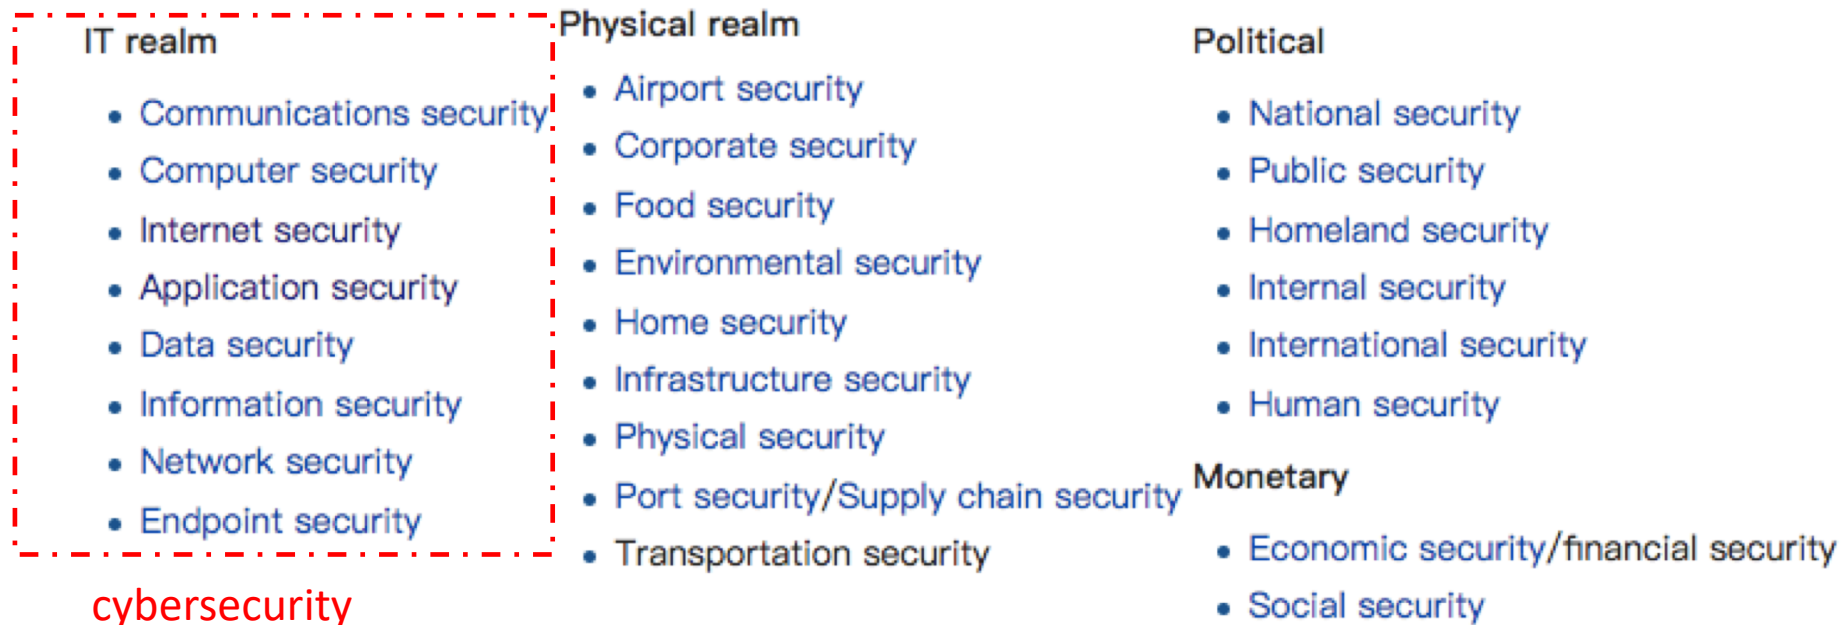 IT realm
• Communications security
• Computer security
• Internet security
• Application security
• Data security
• Information security
• Network security
• Endpoint security
cybersecurity
Physical realm
• Airport security
• Corporate security
• Food security
• Environmental security
• Home security
• Infrastructure security
• Physical security
• Port security/Supply chain security
• Transportation security
Political
• National security
• Public security
• Homeland security
• Internal security
• International security
• Human security
Monetary
• Economic security/financial security
• Social security